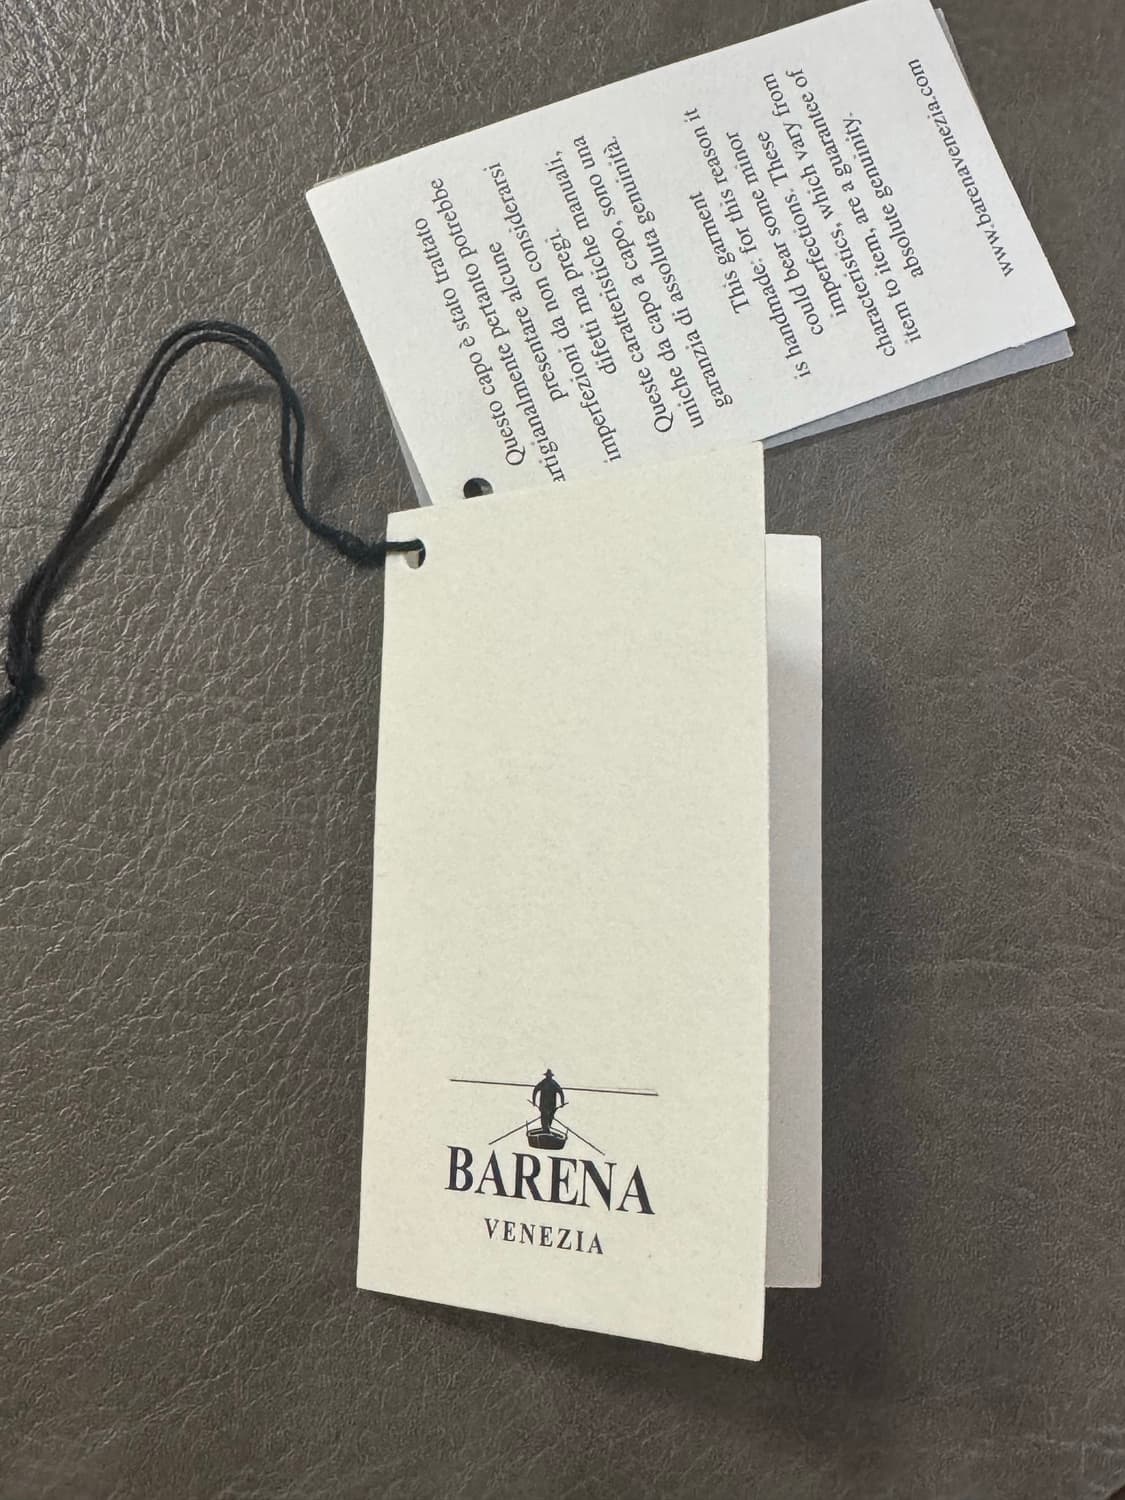 Questo capo è stato trattato
artigianalmente pertanto potrebbe
presentare alcune
imperfezioni da non considerarsi
difetti ma pregi.
Queste caratteristiche manuali,
uniche da capo a capo, sono una
garanzia di assoluta genuinità.
This garment
is handmade: for this reason it
could bear some minor
imperfections. These
characteristics, which vary from
item to item, are a guarantee of
absolute genuinity.
www.barenavenezia.com
BARENA
VENEZIA